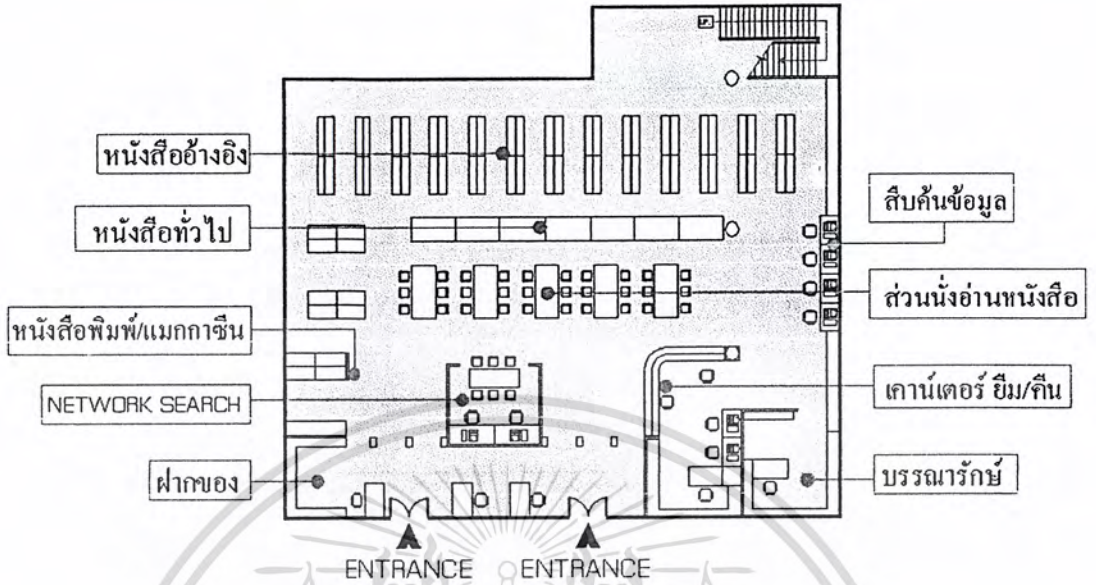 UP.
หนังสืออ้างอิง
สืบค้นข้อมูล
หนังสือทั่วไป
ส่วนนั่งอ่านหนังสือ
หนังสือพิมพ์/แมกกาซีน
เคาน์เตอร์ ยืม/คืน
NETWORK SEARCH
ฝากของ
บรรณารักษ์
ENTRANCE ENTRANCE